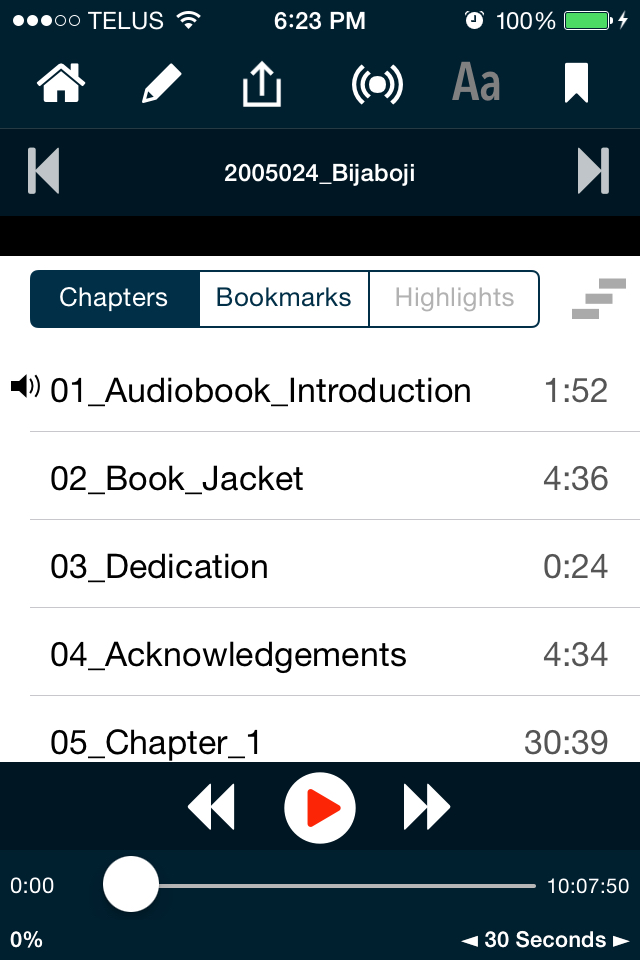 TELUS 6:23 PM 100%
Aa
2005024_Bijaboji
Chapters Bookmarks Highlights
01_Audiobook_Introduction 1:52
02_Book_Jacket 4:36
03_Dedication 0:24
04_Acknowledgements 4:34
05_Chapter_1 30:39
0:00 10:07:50
0% ◄ 30 Seconds ►